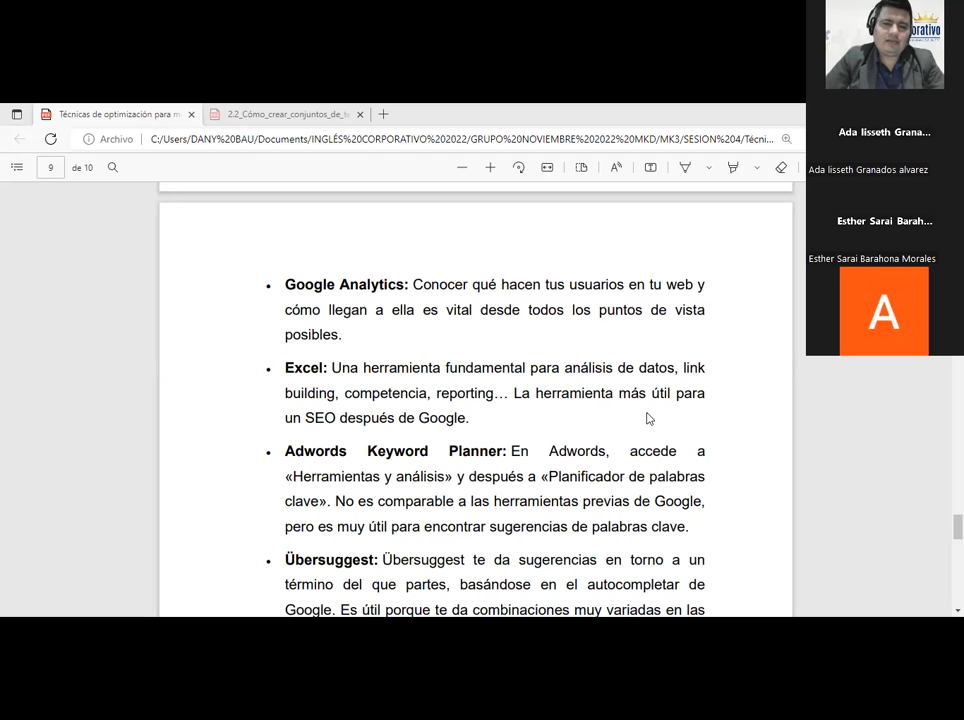 orativo
Técnicas de optimización para m
2.2_Cómo_crear_conjuntos_de_t
Archivo
C:/Users/DANY%20BAU/Documents/INGLÉS%20CORPORATIVO%202022/GRUPO%20NOVIEMBRE%202022%20MKD/MK3/SESION%204/Técni...
9 de 10
Ada lisseth Grana...
Ada lisseth Granados alvarez
Esther Sarai Barah...
Esther Sarai Barahona Morales
A
• Google Analytics: Conocer qué hacen tus usuarios en tu web y
cómo llegan a ella es vital desde todos los puntos de vista
posibles.
• Excel: Una herramienta fundamental para análisis de datos, link
building, competencia, reporting… La herramienta más útil para
un SEO después de Google.
• Adwords Keyword Planner: En Adwords, accede a
«Herramientas y análisis» y después a «Planificador de palabras
clave». No es comparable a las herramientas previas de Google,
pero es muy útil para encontrar sugerencias de palabras clave.
• Übersuggest: Übersuggest te da sugerencias en torno a un
término del que partes, basándose en el autocompletar de
Google. Es útil porque te da combinaciones muy variadas en las